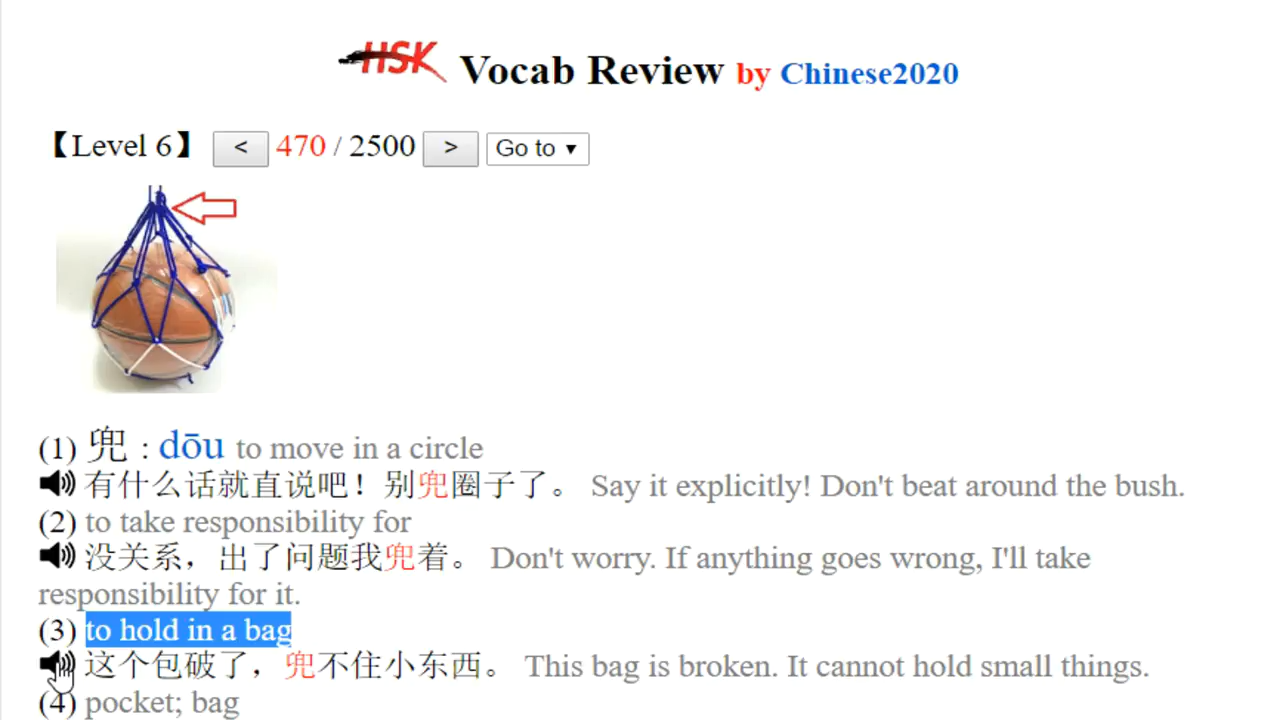 HSK Vocab Review by Chinese2020
【Level 6】 < 470 / 2500 > Go to ▼
(1) 兜 : dōu to move in a circle
有什么话就直说吧！别兜圈子了。 Say it explicitly! Don't beat around the bush.
(2) to take responsibility for
没关系，出了问题我兜着。 Don't worry. If anything goes wrong, I'll take
responsibility for it.
(3) to hold in a bag
这个包破了，兜不住小东西。 This bag is broken. It cannot hold small things.
(4) pocket; bag